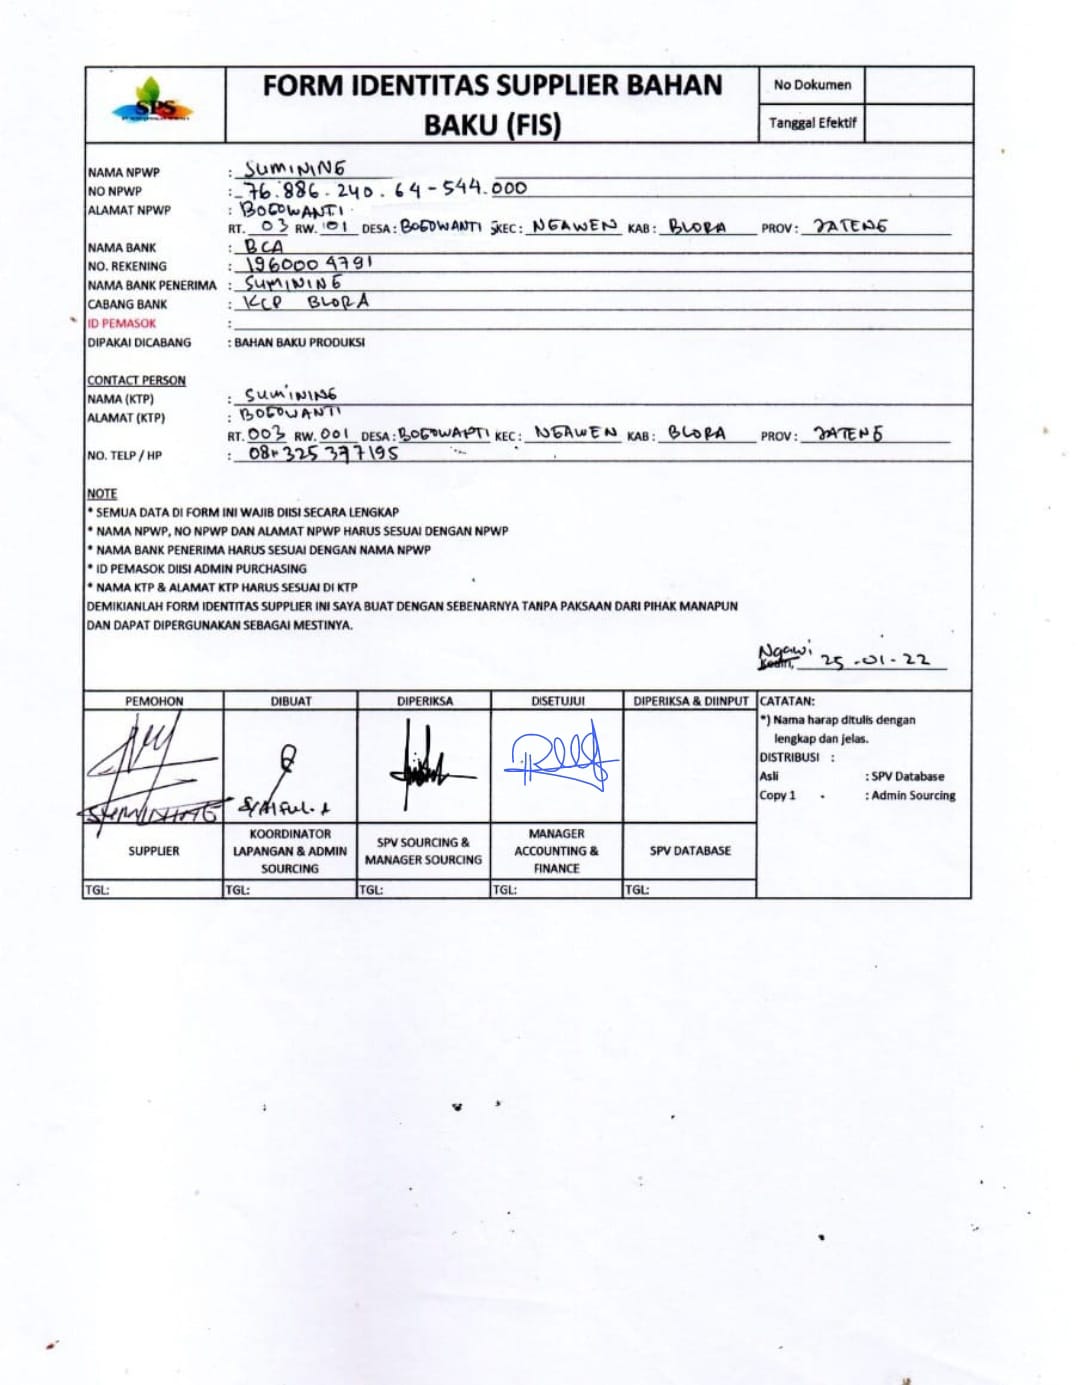 SPS
FORM IDENTITAS SUPPLIER BAHAN
BAKU (FIS)
No Dokumen
Tanggal Efektif
NAMA NPWP : SUMINING
NO NPWP : 76.886.240.64-544.000
ALAMAT NPWP : BOGOWANTI
RT. 03 RW. 01 DESA : BOGOWANTI KEC : NGAWEN KAB : BLORA PROV : JATENG
NAMA BANK : BCA
NO. REKENING : 1960004791
NAMA BANK PENERIMA : SUMINING
CABANG BANK : KCP BLORA
ID PEMASOK :
DIPAKAI DICABANG : BAHAN BAKU PRODUKSI
CONTACT PERSON
NAMA (KTP) : SUMINING
ALAMAT (KTP) : BOGOWANTI
RT. 003 RW. 001 DESA : KEC : NGAWEN KAB : BLORA PROV : JATENG
NO. TELP / HP :
NOTE
* SEMUA DATA DI FORM INI WAJIB DIISI SECARA LENGKAP
* NAMA NPWP, NO NPWP DAN ALAMAT NPWP HARUS SESUAI DENGAN NPWP
* NAMA BANK PENERIMA HARUS SESUAI DENGAN NAMA NPWP
* ID PEMASOK DIISI ADMIN PURCHASING
* NAMA KTP & ALAMAT KTP HARUS SESUAI DI KTP
DEMIKIANLAH FORM IDENTITAS SUPPLIER INI SAYA BUAT DENGAN SEBENARNYA TANPA PAKSAAN DARI PIHAK MANAPUN
DAN DAPAT DIPERGUNAKAN SEBAGAI MESTINYA.
Ngawi
Kediri, 25-01-22
PEMOHON DIBUAT DIPERIKSA DISETUJUI DIPERIKSA & DIINPUT
SUMINING
SUPPLIER
KOORDINATOR
LAPANGAN & ADMIN
SOURCING
SPV SOURCING &
MANAGER SOURCING
MANAGER
ACCOUNTING &
FINANCE
SPV DATABASE
TGL: TGL: TGL: TGL: TGL:
CATATAN:
*) Nama harap ditulis dengan
lengkap dan jelas.
DISTRIBUSI :
Asli : SPV Database
Copy 1 : Admin Sourcing